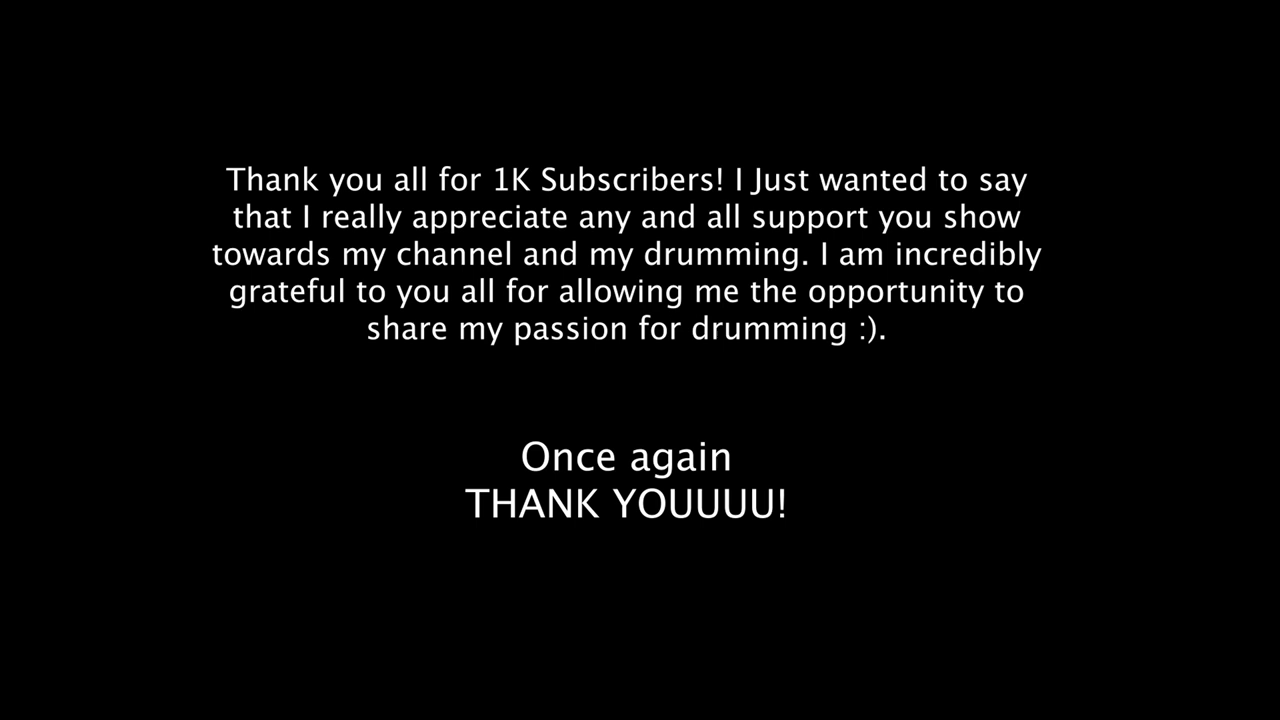 Thank you all for 1K Subscribers! I Just wanted to say
that I really appreciate any and all support you show
towards my channel and my drumming. I am incredibly
grateful to you all for allowing me the opportunity to
share my passion for drumming :).
Once again
THANK YOUUUU!